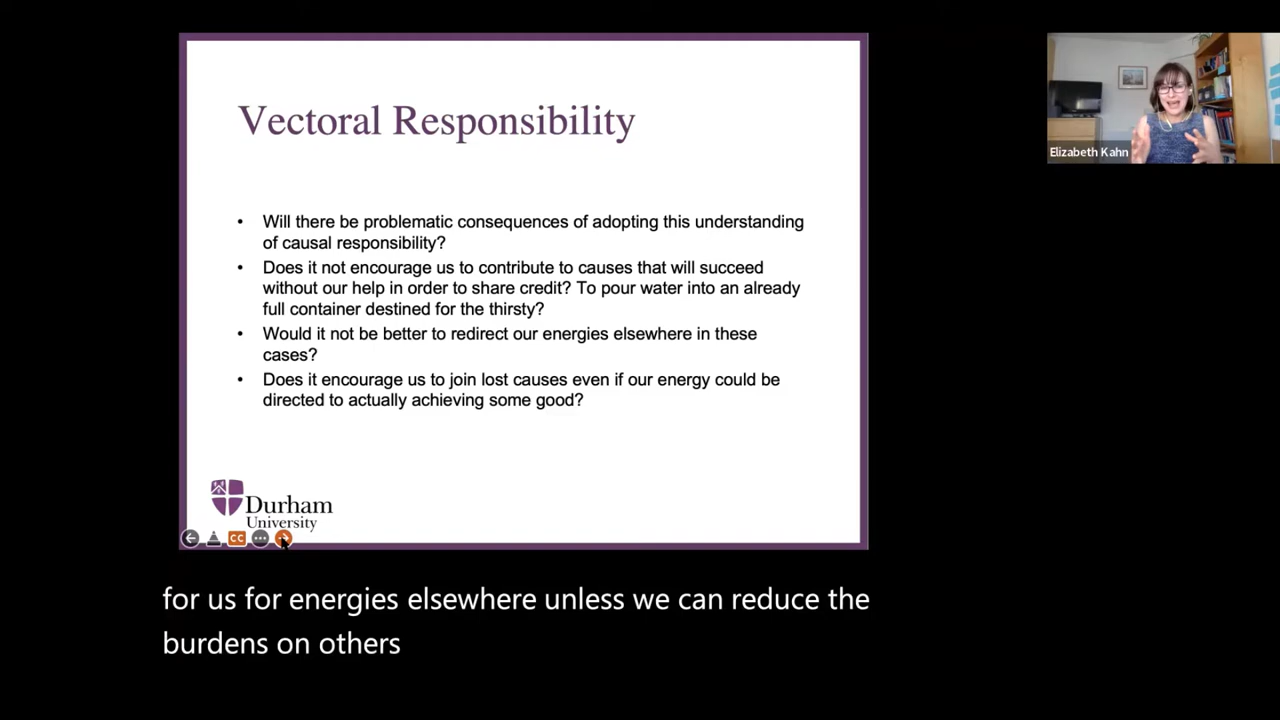 Vectoral Responsibility
• Will there be problematic consequences of adopting this understanding
of causal responsibility?
• Does it not encourage us to contribute to causes that will succeed
without our help in order to share credit? To pour water into an already
full container destined for the thirsty?
• Would it not be better to redirect our energies elsewhere in these
cases?
• Does it encourage us to join lost causes even if our energy could be
directed to actually achieving some good?
Durham
University
CC
Elizabeth Kahn
for us for energies elsewhere unless we can reduce the
burdens on others